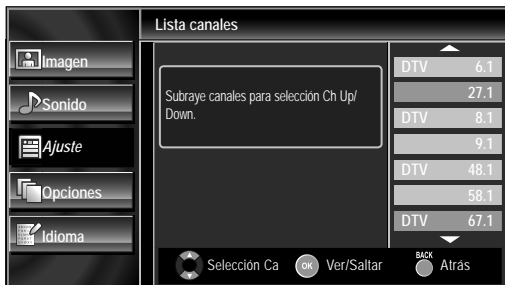 Lista canales
Imagen
Sonido
Ajuste
Opciones
Idioma
Subraye canales para selección Ch Up/
Down.
DTV 6.1
27.1
DTV 8.1
9.1
DTV 48.1
58.1
DTV 67.1
Selección Ca
OK Ver/Saltar
BACK Atrás